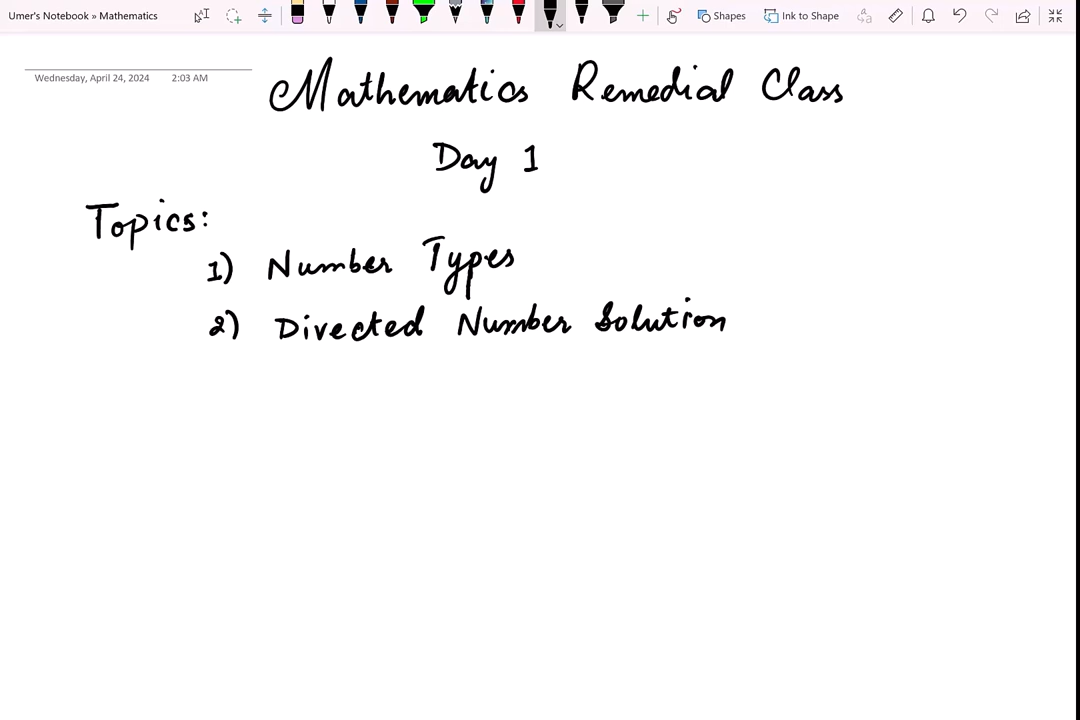 Umer's Notebook » Mathematics
Shapes
Ink to Shape
Wednesday, April 24, 2024 2:03 AM
Mathematics Remedial Class
Day 1
Topics:
1) Number Types
2) Directed Number Solution